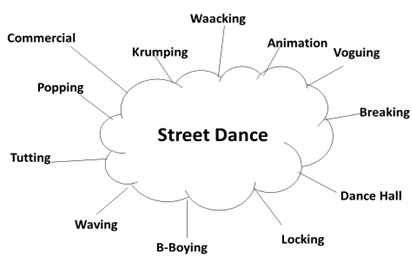 Waacking
Commercial
Animation
Krumping
Voguing
Popping
Breaking
Street Dance
Tutting
Dance Hall
Waving
Locking
B-Boying